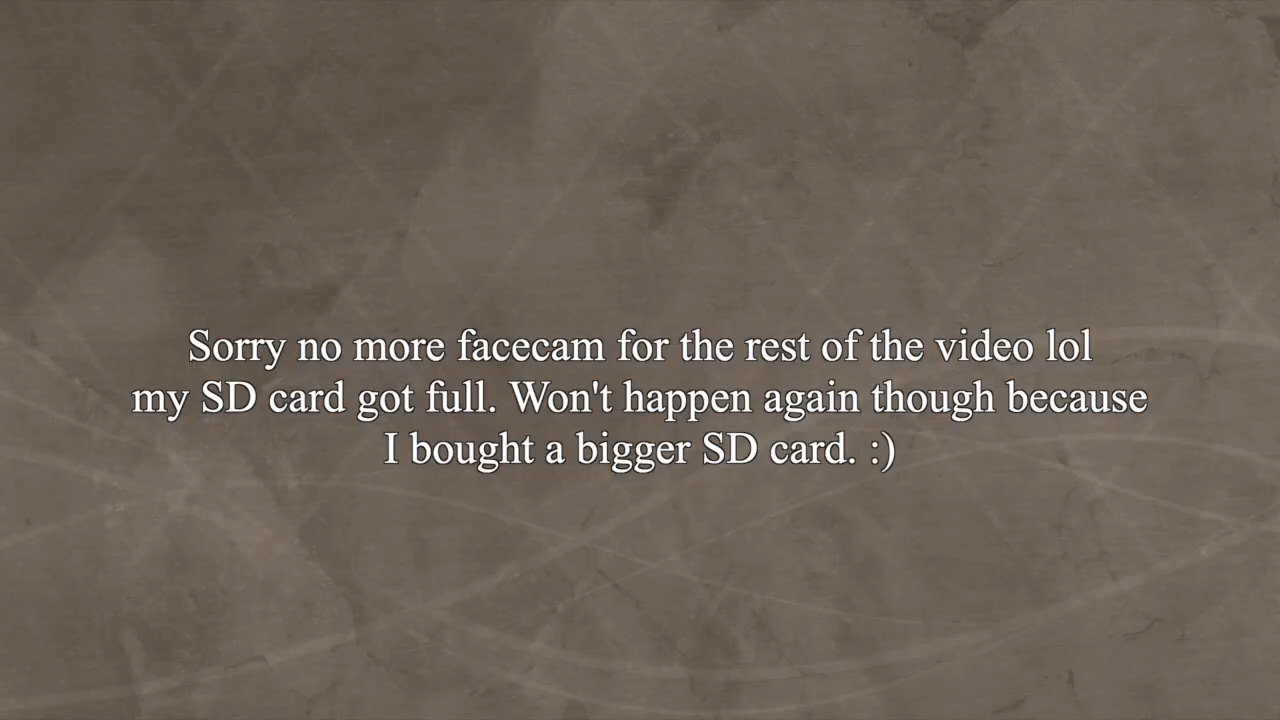 Sorry no more facecam for the rest of the video lol
my SD card got full. Won't happen again though because
I bought a bigger SD card. :)